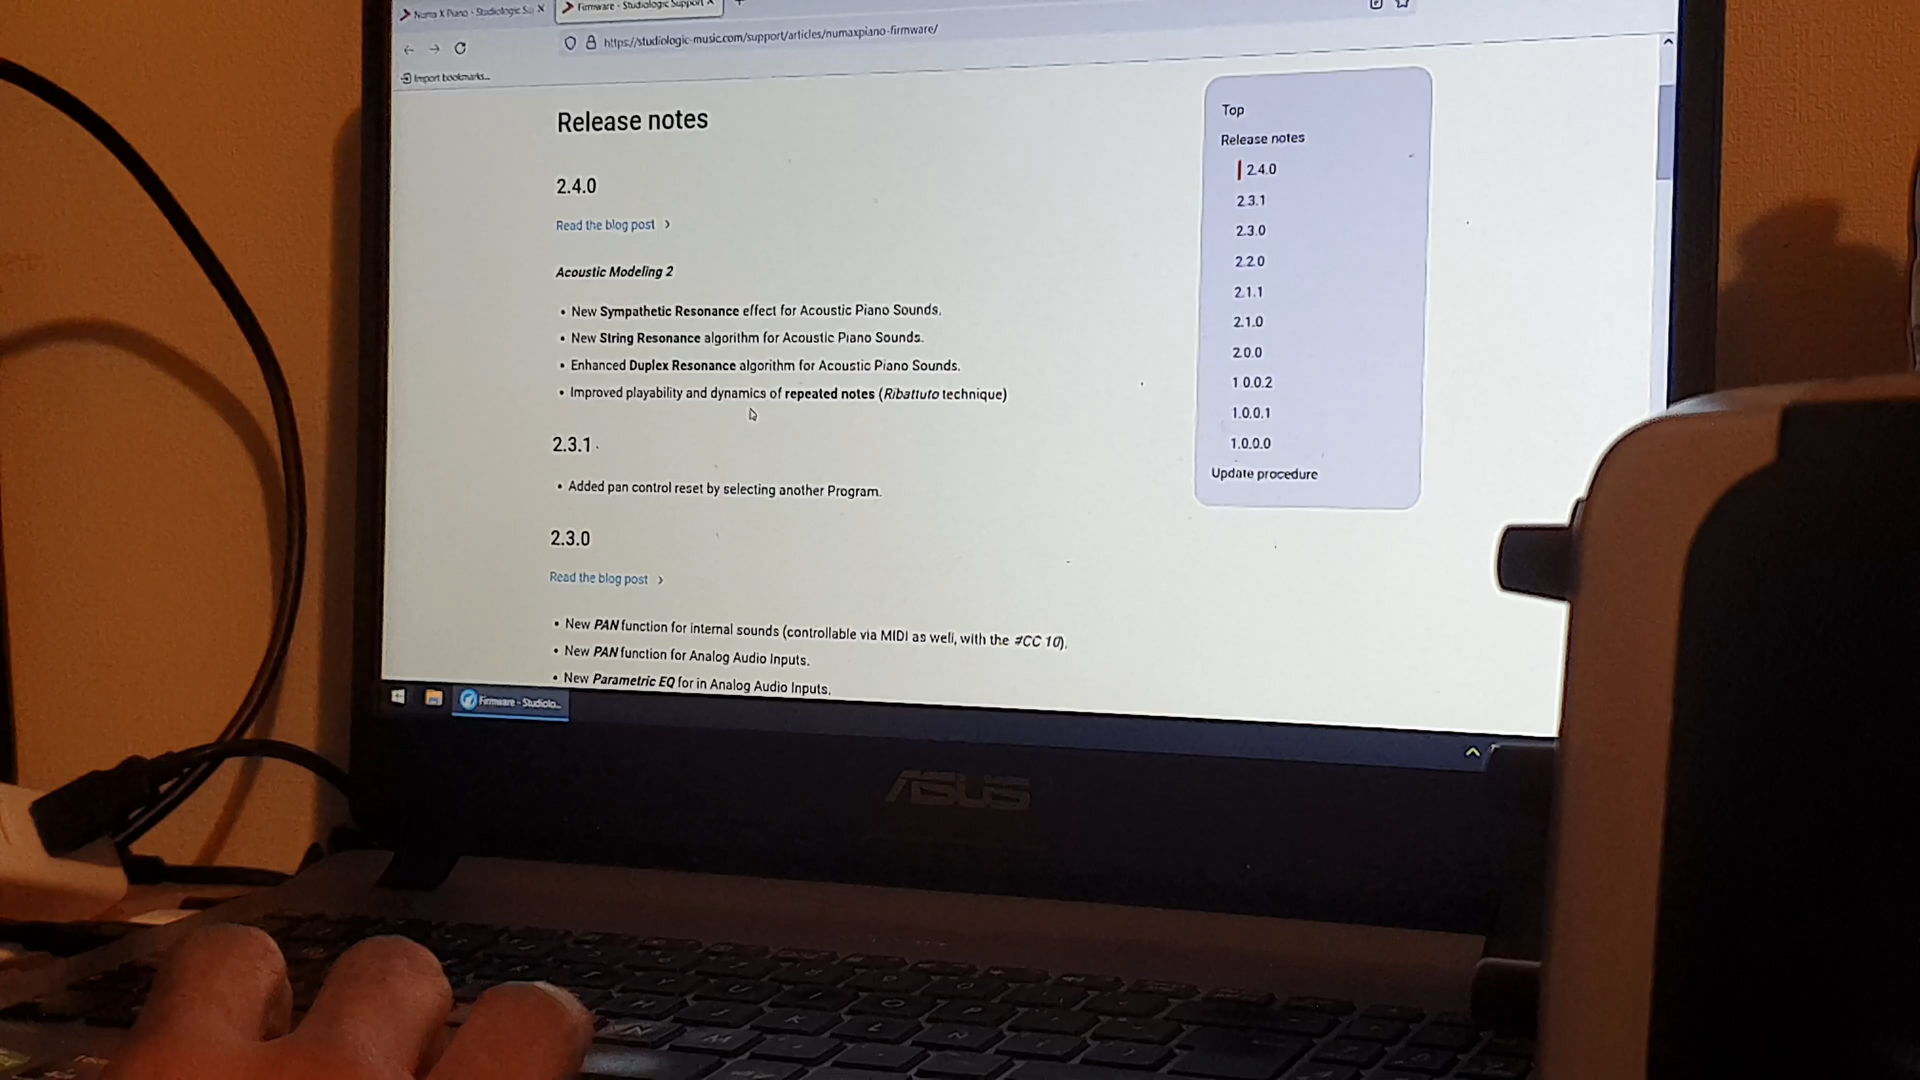 Numa X Piano - Studiologic Su...
Firmware - Studiologic Support
https://studiologic-music.com/support/articles/numaxpiano-firmware/
Import bookmarks...
Release notes
2.4.0
Read the blog post
Acoustic Modeling 2
• New Sympathetic Resonance effect for Acoustic Piano Sounds.
• New String Resonance algorithm for Acoustic Piano Sounds.
• Enhanced Duplex Resonance algorithm for Acoustic Piano Sounds.
• Improved playability and dynamics of repeated notes (Ribattuto technique)
2.3.1
• Added pan control reset by selecting another Program.
2.3.0
Read the blog post
• New PAN function for internal sounds (controllable via MIDI as well, with the #CC 10).
• New PAN function for Analog Audio Inputs.
• New Parametric EQ for in Analog Audio Inputs.
Top
Release notes
2.4.0
2.3.1
2.3.0
2.2.0
2.1.1
2.1.0
2.0.0
1.0.0.2
1.0.0.1
1.0.0.0
Update procedure
Firmware - Studiolo...
ASUS